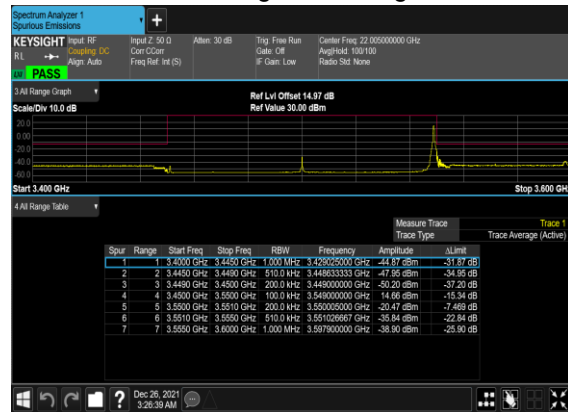 Spectrum Analyzer 1
Spurious Emissions
+
KEYSIGHT Input: RF Input Z: 50 Ω Atten: 30 dB Trig: Free Run Center Freq: 22.005000000 GHz
RL Coupling: DC Corr CCorr Gate: Off Avg|Hold: 100/100
Align: Auto Freq Ref: Int (S) IF Gain: Low Radio Std: None
PASS
3 All Range Graph Ref Lvl Offset 14.97 dB
Scale/Div 10.0 dB Ref Value 30.00 dBm
20.0
0.00
-20.0
-40.0
-60.0
Start 3.400 GHz Stop 3.600 GH
4 All Range Table
Measure Trace Trace 1
Trace Type Trace Average (Active)
Spur Range Start Freq Stop Freq RBW Frequency Amplitude ΔLimit
1 1 3.4000 GHz 3.4450 GHz 1.000 MHz 3.429025000 GHz -44.87 dBm -31.87 dB
2 2 3.4450 GHz 3.4490 GHz 510.0 kHz 3.448633333 GHz -47.95 dBm -34.95 dB
3 3 3.4490 GHz 3.4500 GHz 200.0 kHz 3.449000000 GHz -50.20 dBm -37.20 dB
4 4 3.4500 GHz 3.5500 GHz 100.0 kHz 3.549000000 GHz 14.66 dBm -15.34 dB
5 5 3.5500 GHz 3.5510 GHz 200.0 kHz 3.550005000 GHz -20.47 dBm -7.469 dB
6 6 3.5510 GHz 3.5550 GHz 510.0 kHz 3.551026667 GHz -35.84 dBm -22.84 dB
7 7 3.5550 GHz 3.6000 GHz 1.000 MHz 3.597900000 GHz -38.90 dBm -25.90 dB
? Dec 26, 2021
3:26:39 AM